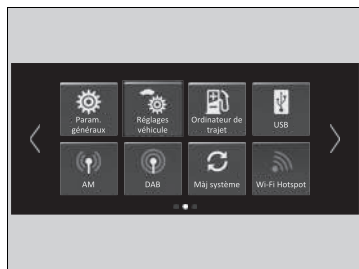 Param.
généraux
Réglages
véhicule
Ordinateur de
trajet
USB
AM
DAB
Màj système
Wi-Fi Hotspot